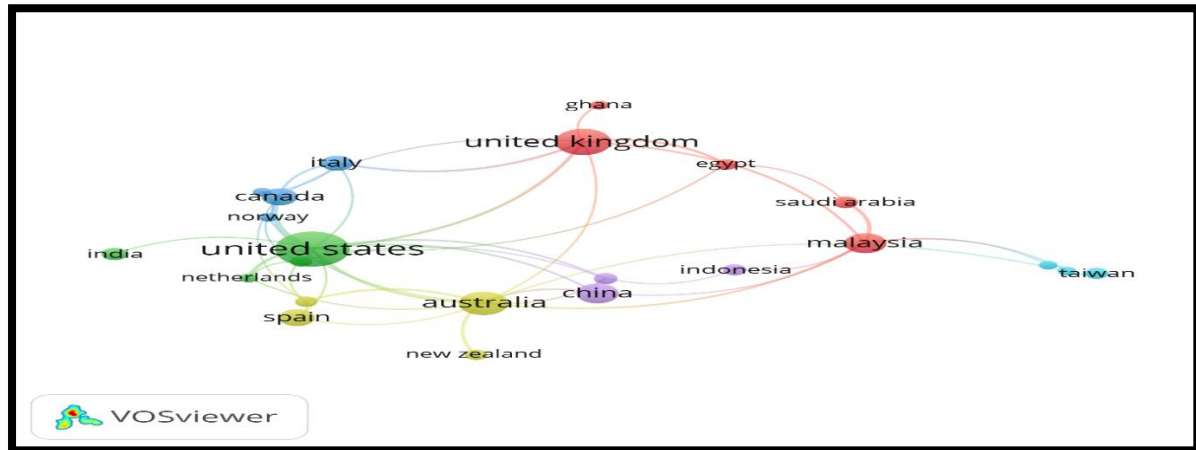 ghana
united kingdom
italy
egypt
canada
saudi arabia
norway
malaysia
united states
india
indonesia
taiwan
netherlands
china
australia
spain
new zealand
VOSviewer